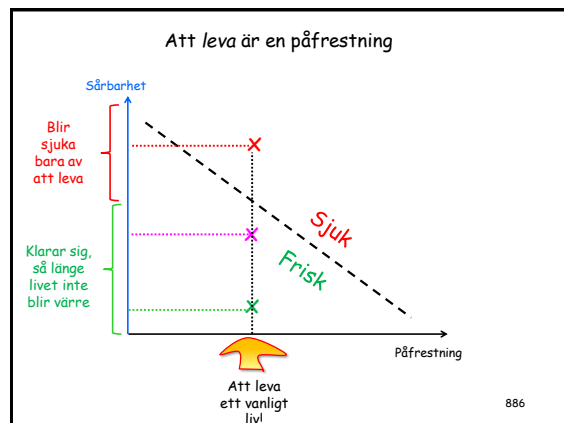 Att leva är en påfrestning
Sårbarhet
Blir
sjuka
bara av
att leva
Sjuk
Frisk
Klarar sig,
så länge
livet inte
blir värre
Påfrestning
Att leva
ett vanligt
liv!
886